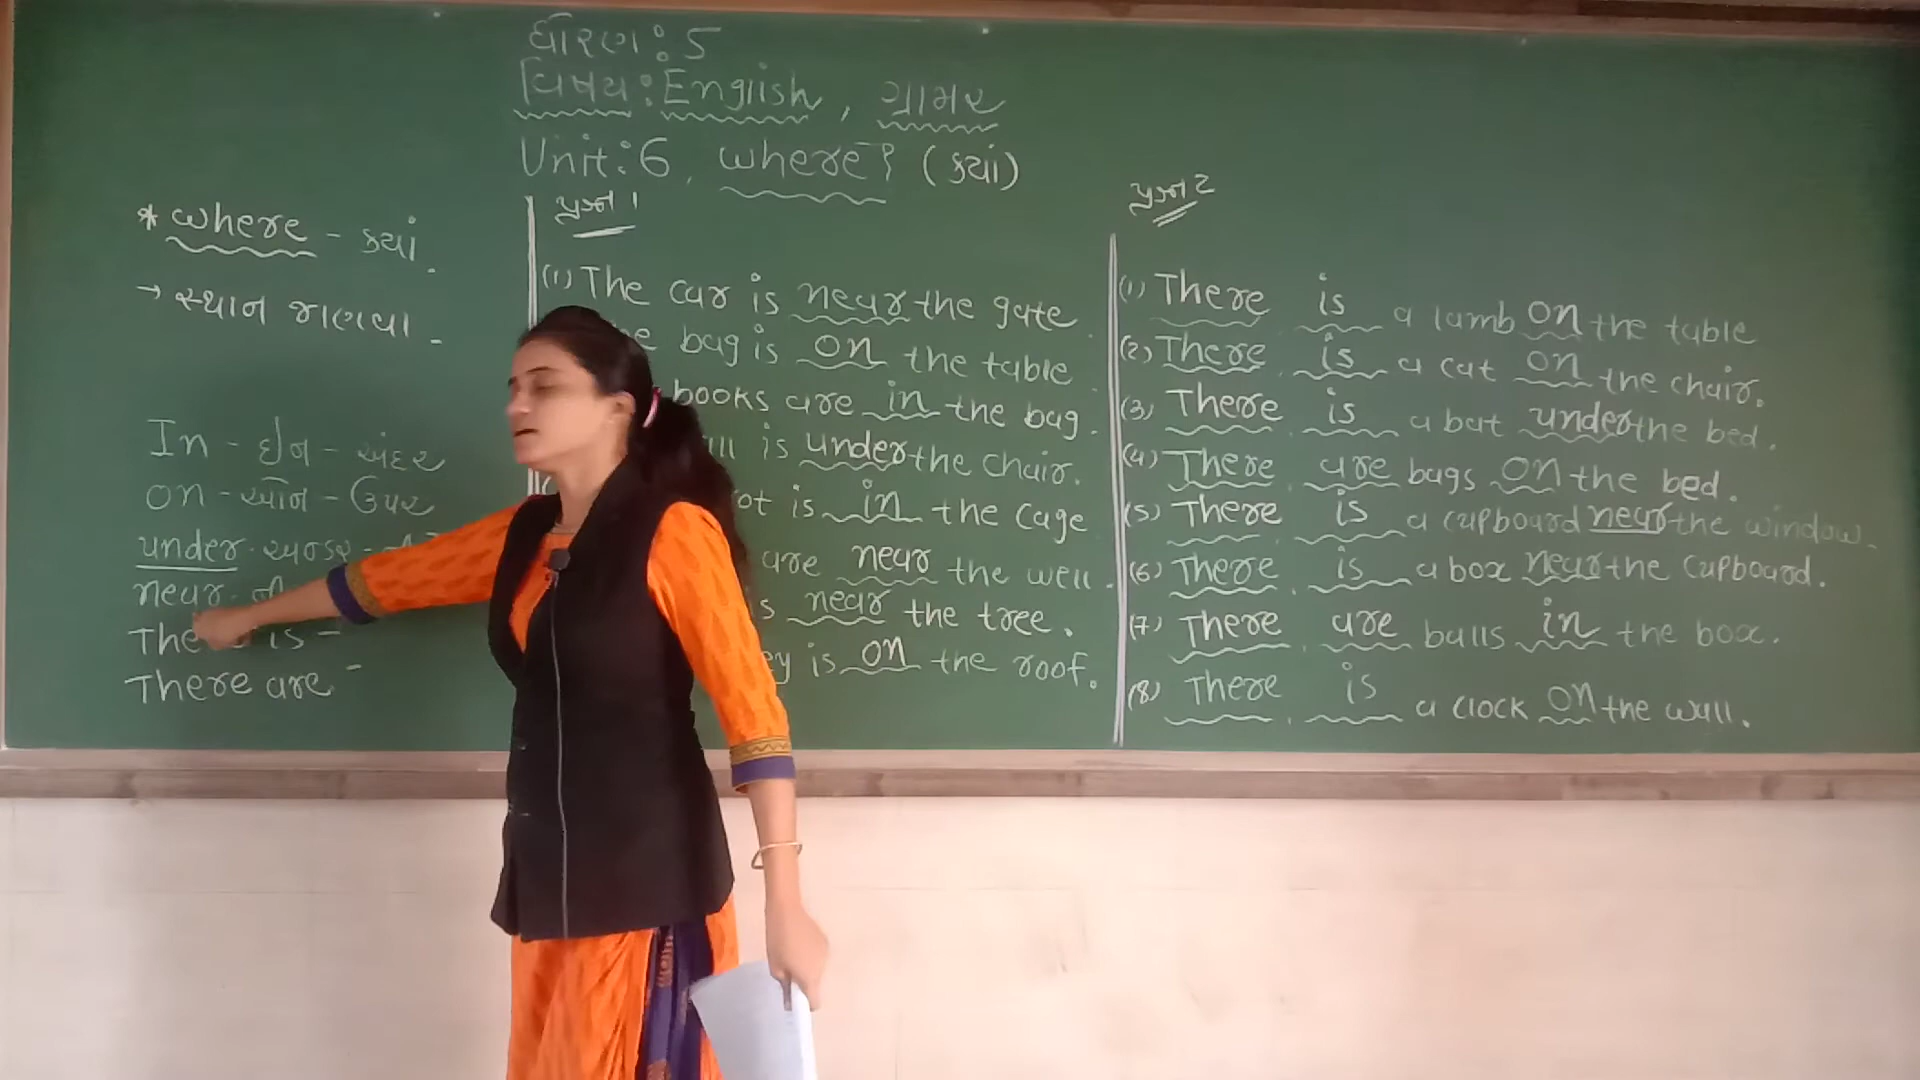 ધોરણ : 5
વિષય : English, ગ્રામર
Unit : 6, where? (ક્યાં)
* where - ક્યાં.
→ સ્થાન જાણવા -
In - ઈન - અંદર
on - ઓન - ઉપર
under - અન્ડર -
near -
is -
There are -
પ્રશ્ન 1
(1) The car is near the gate
bag is on the table
books are in the bag.
is under the chair.
is in the cage
are near the well.
near the tree.
is on the roof.
પ્રશ્ન 2
(1) There is a lamb on the table
(2) There is a cat on the chair.
(3) There is a bat under the bed.
(4) There are bags on the bed.
(5) There is a cupboard near the window.
(6) There is a box near the cupboard.
(7) There are balls in the box.
(8) There is a clock on the wall.